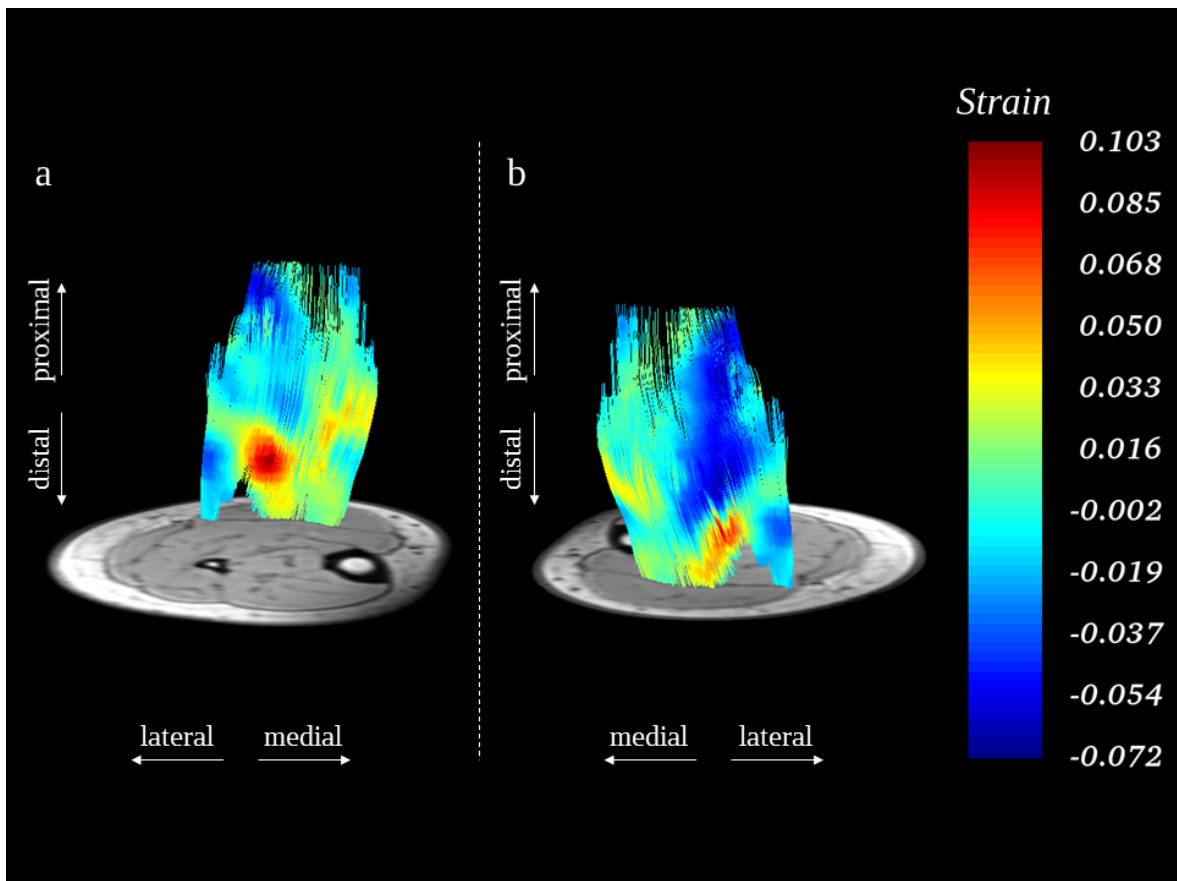 a
b
proximal
distal
proximal
distal
lateral
medial
medial
lateral
Strain
0.103
0.085
0.068
0.050
0.033
0.016
-0.002
-0.019
-0.037
-0.054
-0.072